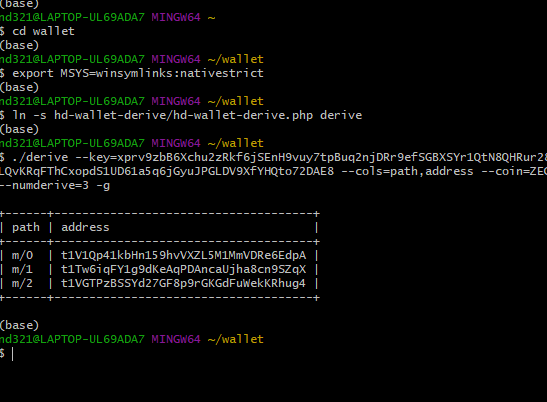 (base)
nd321@LAPTOP-UL69ADA7 MINGW64 ~
$ cd wallet
(base)
nd321@LAPTOP-UL69ADA7 MINGW64 ~/wallet
$ export MSYS=winsymlinks:nativestrict
(base)
nd321@LAPTOP-UL69ADA7 MINGW64 ~/wallet
$ ln -s hd-wallet-derive/hd-wallet-derive.php derive
(base)
nd321@LAPTOP-UL69ADA7 MINGW64 ~/wallet
$ ./derive --key=xprv9zbB6Xchu2zRkf6jSEnH9vuy7tpBuq2njDRr9efSGBXSYr1QtN8QHRur28
LQvKRqFThCxopdS1UD61a5q6jGyuJPGLDV9XfYHQto72DAE8 --cols=path,address --coin=ZEC
--numderive=3 -g
+------+-------------------------------------+
| path | address |
+------+-------------------------------------+
| m/0 | t1V1Qp41kbHn159hvVXZL5M1MmVDRe6EdpA |
| m/1 | t1Tw6iqFY1g9dKeAqPDAncaUjha8cn9SZqX |
| m/2 | t1VGTPzBSSYd27GF8p9rGKGdFuWekKRhug4 |
+------+-------------------------------------+
(base)
nd321@LAPTOP-UL69ADA7 MINGW64 ~/wallet
$